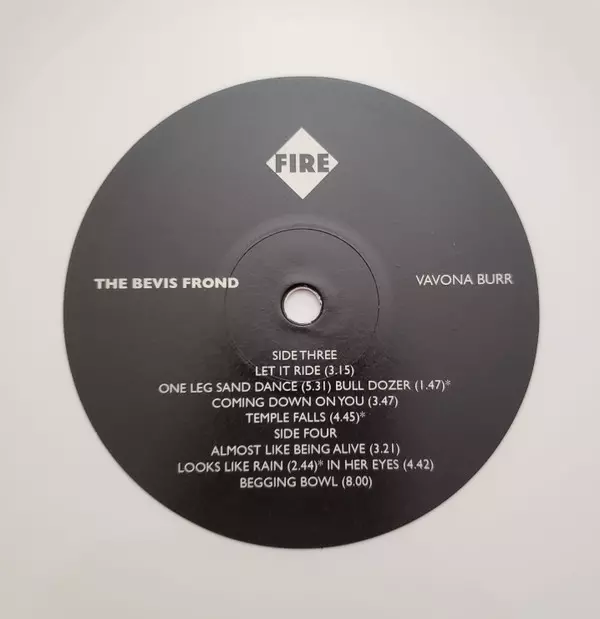 FIRE
THE BEVIS FROND
VAVONA BURR
SIDE THREE
LET IT RIDE (3.15)
ONE LEG SAND DANCE (5.31) BULL DOZER (1.47)*
COMING DOWN ON YOU (3.47)
TEMPLE FALLS (4.45)*
SIDE FOUR
ALMOST LIKE BEING ALIVE (3.21)
LOOKS LIKE RAIN (2.44)* IN HER EYES (4.42)
BEGGING BOWL (8.00)